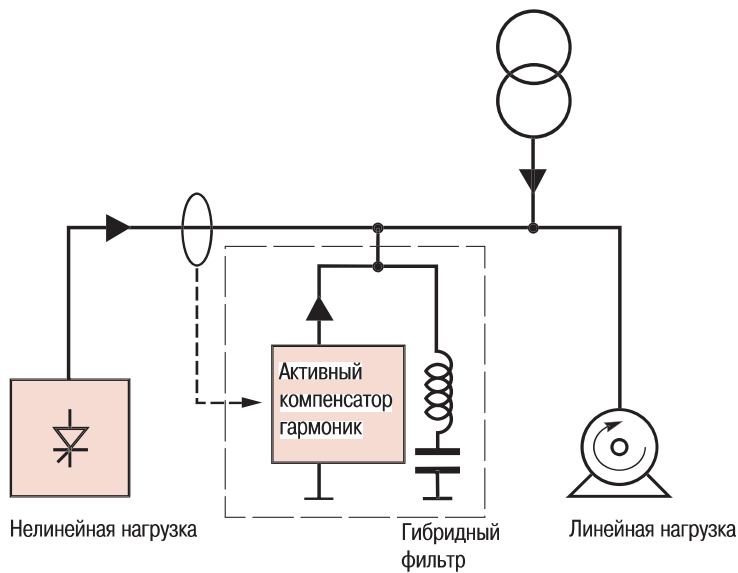 Активный
компенсатор
гармоник
Нелинейная нагрузка
Гибридный
фильтр
Линейная нагрузка